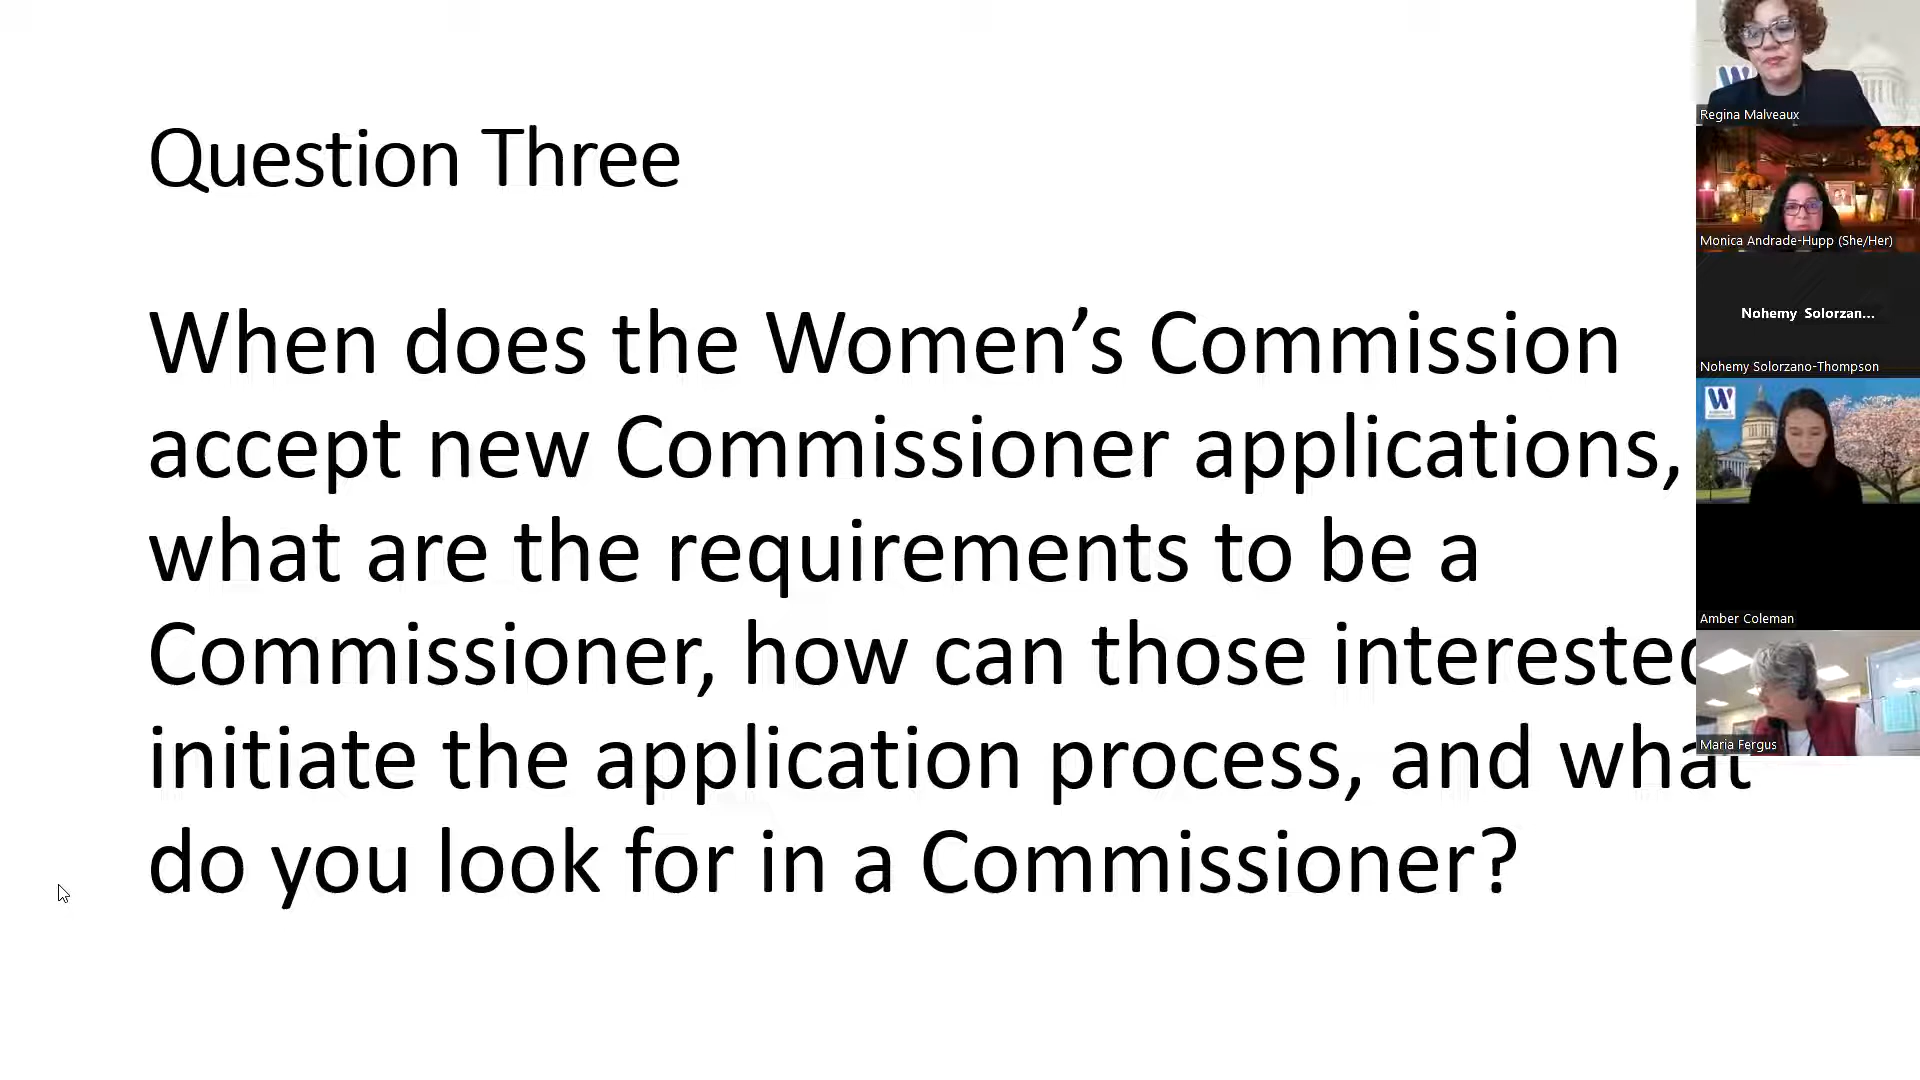 Question Three
When does the Women’s Commission
accept new Commissioner applications,
what are the requirements to be a
Commissioner, how can those interested
initiate the application process, and what
do you look for in a Commissioner?
Regina Malveaux
Monica Andrade-Hupp (She/Her)
Nohemy Solorzan...
Nohemy Solorzano-Thompson
W
Amber Coleman
Maria Fergus